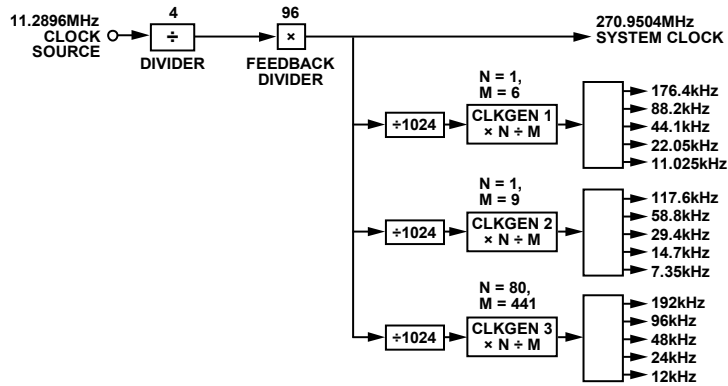 11.2896MHz
CLOCK
SOURCE
4
÷
DIVIDER
96
×
FEEDBACK
DIVIDER
270.9504MHz
SYSTEM CLOCK
N = 1,
M = 6
÷1024
CLKGEN 1
× N ÷ M
176.4kHz
88.2kHz
44.1kHz
22.05kHz
11.025kHz
N = 1,
M = 9
÷1024
CLKGEN 2
× N ÷ M
117.6kHz
58.8kHz
29.4kHz
14.7kHz
7.35kHz
N = 80,
M = 441
÷1024
CLKGEN 3
× N ÷ M
192kHz
96kHz
48kHz
24kHz
12kHz